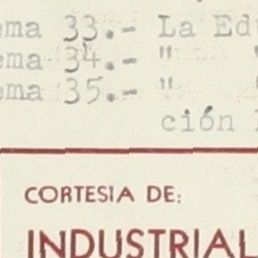 ema 33.- La Edu
ema 34.- " "
ema 35.- "
ción
CORTESIA DE:
INDUSTRIAL